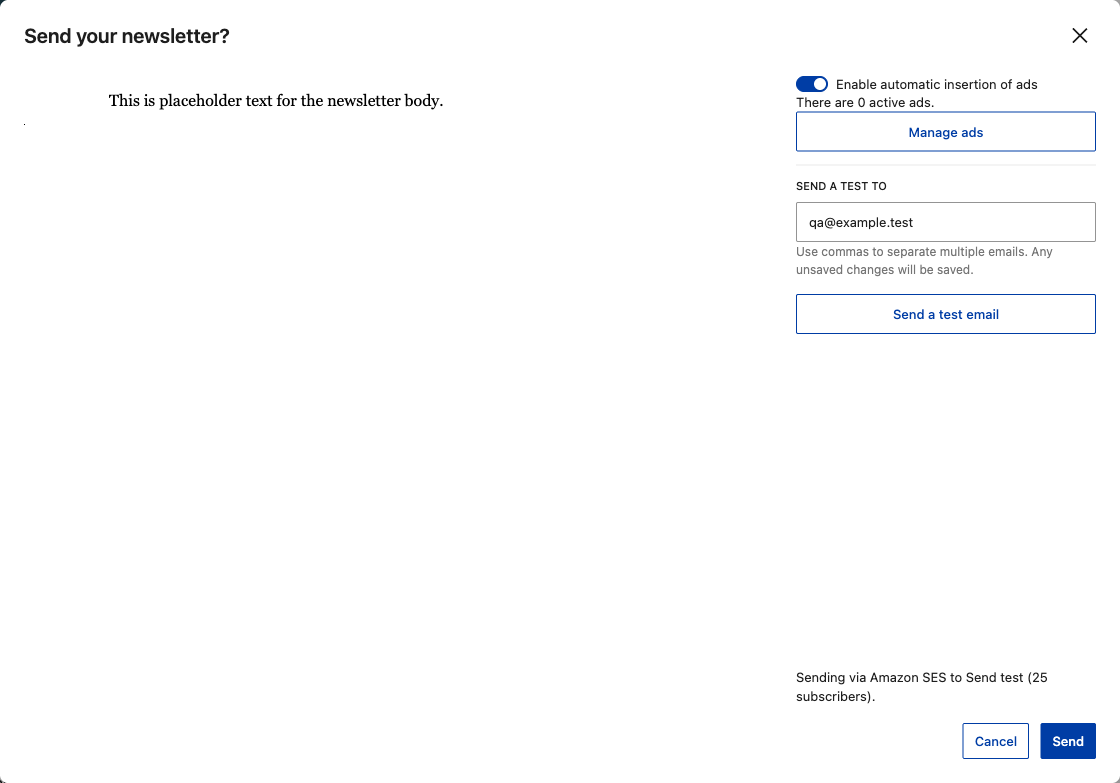 Send your newsletter?
This is placeholder text for the newsletter body.
.
Enable automatic insertion of ads
There are 0 active ads.
Manage ads
SEND A TEST TO
qa@example.test
Use commas to separate multiple emails. Any
unsaved changes will be saved.
Send a test email
Sending via Amazon SES to Send test (25
subscribers).
Cancel
Send